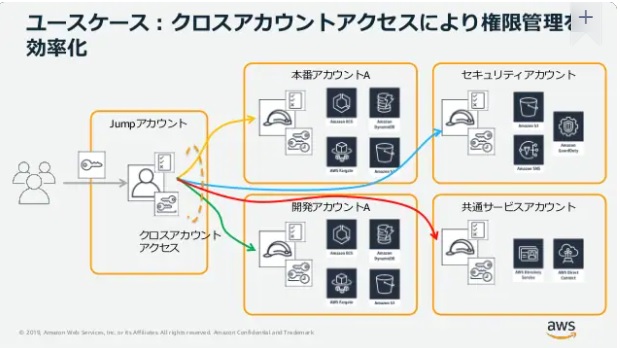 ユースケース：クロスアカウントアクセスにより権限管理を
効率化
本番アカウントA
セキュリティアカウント
Jumpアカウント
Amazon ECS
Amazon DynamoDB
AWS Fargate
Amazon S3
Amazon S3
Amazon GuardDuty
Amazon SNS
クロスアカウント
アクセス
開発アカウントA
共通サービスアカウント
Amazon ECS
Amazon DynamoDB
AWS Fargate
Amazon S3
AWS Directory Service
AWS Direct Connect
© 2019, Amazon Web Services, Inc. or its Affiliates. All rights reserved. Amazon Confidential and Trademark
aws